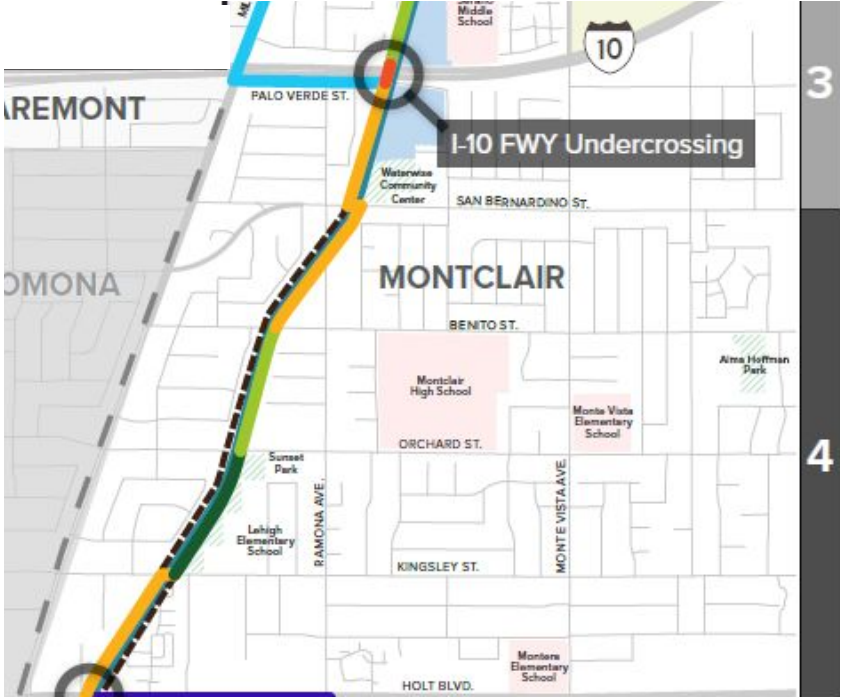 Middle
School
10
3
AREMONT
PALO VERDE ST.
I-10 FWY Undercrossing
Waterwise
Community
Center
SAN BERNARDINO ST.
OMONA
MONTCLAIR
BENITO ST.
Alma Hoffman
Park
Montclair
High School
Monte Vista
Elementary
School
ORCHARD ST.
4
Sunset
Park
RAMONA AVE.
MONTE VISTA AVE.
Lehigh
Elementary
School
KINGSLEY ST.
Montera
Elementary
School
HOLT BLVD.